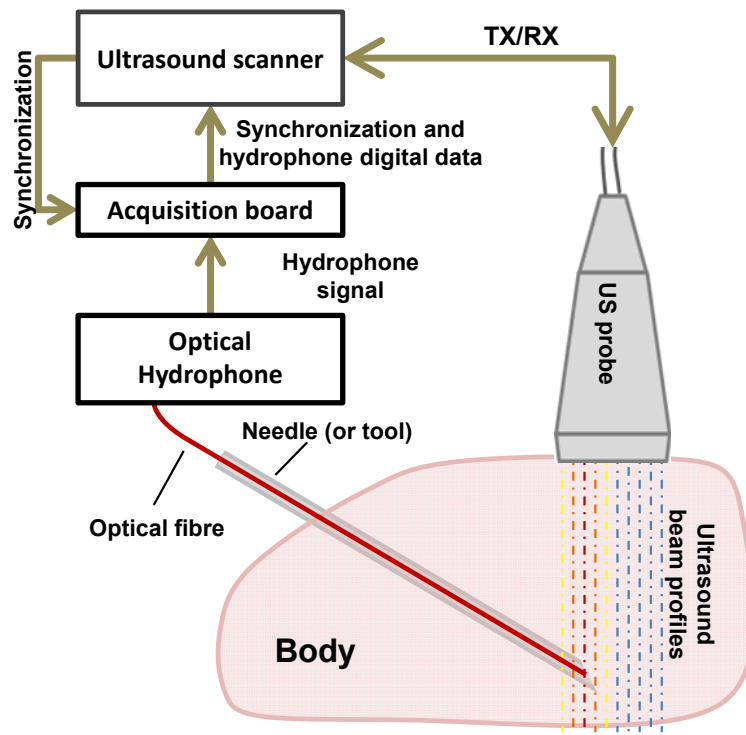 TX/RX
Ultrasound scanner
Synchronization
Synchronization and
hydrophone digital data
Acquisition board
Hydrophone
signal
US probe
Optical
Hydrophone
Needle (or tool)
Optical fibre
Ultrasound
beam profiles
Body